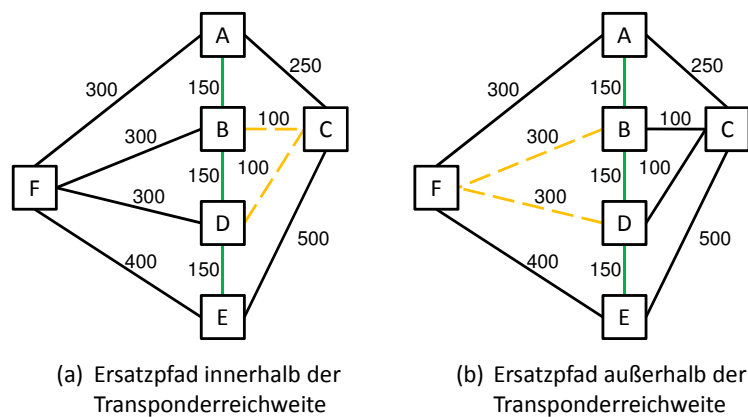 A
250
300
150
B
100
C
300
100
F
150
300
D
500
400
150
E
(a) Ersatzpfad innerhalb der
Transponderreichweite
A
250
300
150
B
100
C
300
100
F
150
300
D
500
400
150
E
(b) Ersatzpfad außerhalb der
Transponderreichweite